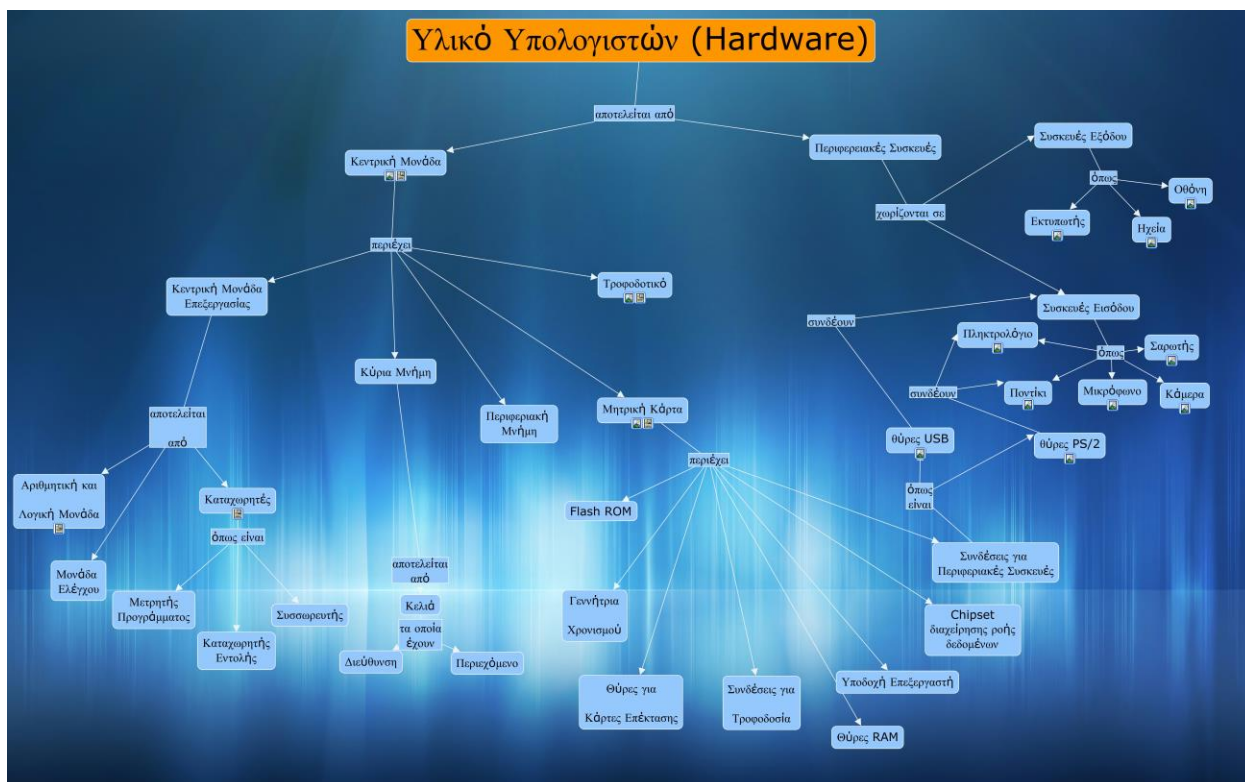 Υλικό Υπολογιστών (Hardware)
αποτελείται από
Κεντρική Μονάδα
Περιφερειακές Συσκευές
Συσκευές Εξόδου
όπως
Οθόνη
Εκτυπωτής
Ηχεία
χωρίζονται σε
περιέχει
Κεντρική Μονάδα
Επεξεργασίας
Τροφοδοτικό
Συσκευές Εισόδου
συνδέουν
Πληκτρολόγιο
όπως
Σαρωτής
Κύρια Μνήμη
συνδέουν
Ποντίκι
Μικρόφωνο
Κάμερα
Περιφεριακή
Μνήμη
Μητρική Κάρτα
αποτελείται
από
θύρες USB
θύρες PS/2
περιέχει
Αριθμητική και
Λογική Μονάδα
Καταχωρητές
όπως
είναι
Flash ROM
όπως είναι
Συνδέσεις για
Περιφεριακές Συσκευές
αποτελείται
από
Μονάδα
Ελέγχου
Μετρητής
Προγράμματος
Συσσωρευτής
Κελιά
Γεννήτρια
Χρονισμού
Chipset
διαχείρησης ροής
δεδομένων
Καταχωρητής
Εντολής
τα οποία
έχουν
Διεύθυνση
Περιεχόμενο
Θύρες για
Κάρτες Επέκτασης
Συνδέσεις για
Τροφοδοσία
Υποδοχή Επεξεργαστή
Θύρες RAM